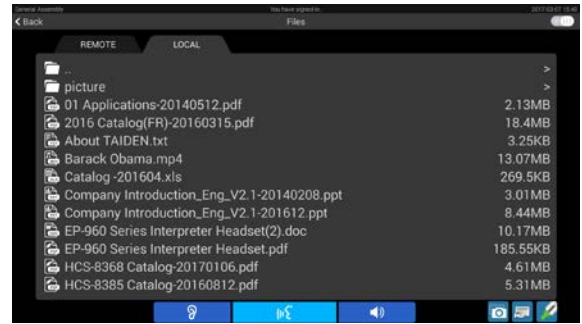 General Assembly You have signed in. 2017-03-07 15:49
< Back Files
REMOTE LOCAL
.. >
picture >
01 Applications-20140512.pdf 2.13MB
2016 Catalog(FR)-20160315.pdf 18.4MB
About TAIDEN.txt 3.25KB
Barack Obama.mp4 13.07MB
Catalog -201604.xls 269.5KB
Company Introduction_Eng_V2.1-20140208.ppt 3.01MB
Company Introduction_Eng_V2.1-201612.ppt 8.44MB
EP-960 Series Interpreter Headset(2).doc 10.17MB
EP-960 Series Interpreter Headset.pdf 185.55KB
HCS-8368 Catalog-20170106.pdf 4.61MB
HCS-8385 Catalog-20160812.pdf 5.31MB